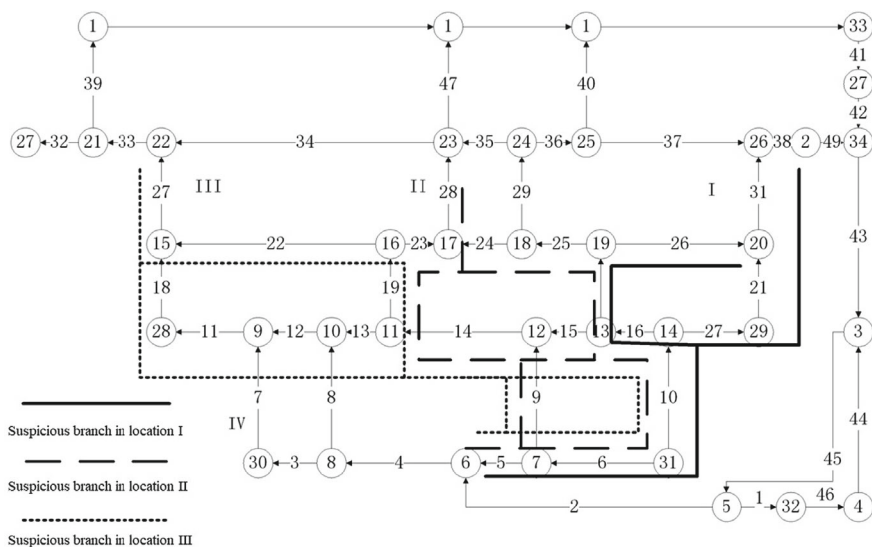 1 1 1 33
41
39 47 40 27
42
27 32 21 33 22 34 23 35 24 36 25 37 26 38 2 49 34
27 III II 28 29 I 31
43
15 22 16 23 17 24 18 25 19 26 20
18 19 21
28 11 9 12 10 13 11 14 12 15 13 16 14 27 29 3
7 8 9 10
Suspicious branch in location I
IV 44
45
30 3 8 4 6 5 7 6 31
Suspicious branch in location II
2 5 1 32 46 4
Suspicious branch in location III